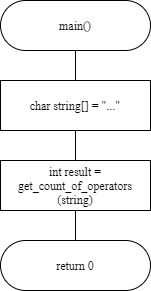 main()
char string[] = "..."
int result =
get_count_of_operators
(string)
return 0